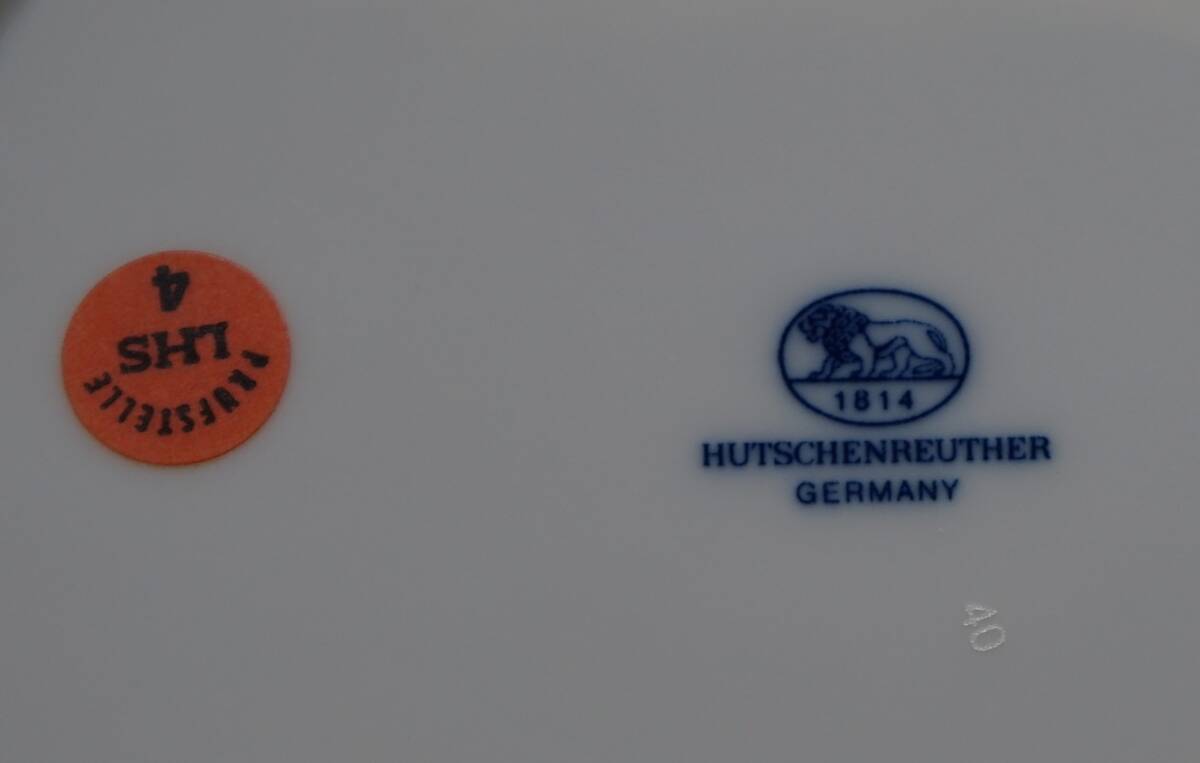 4
LHS
PRÜFSTELLE
1814
HUTSCHENREUTHER
GERMANY
40